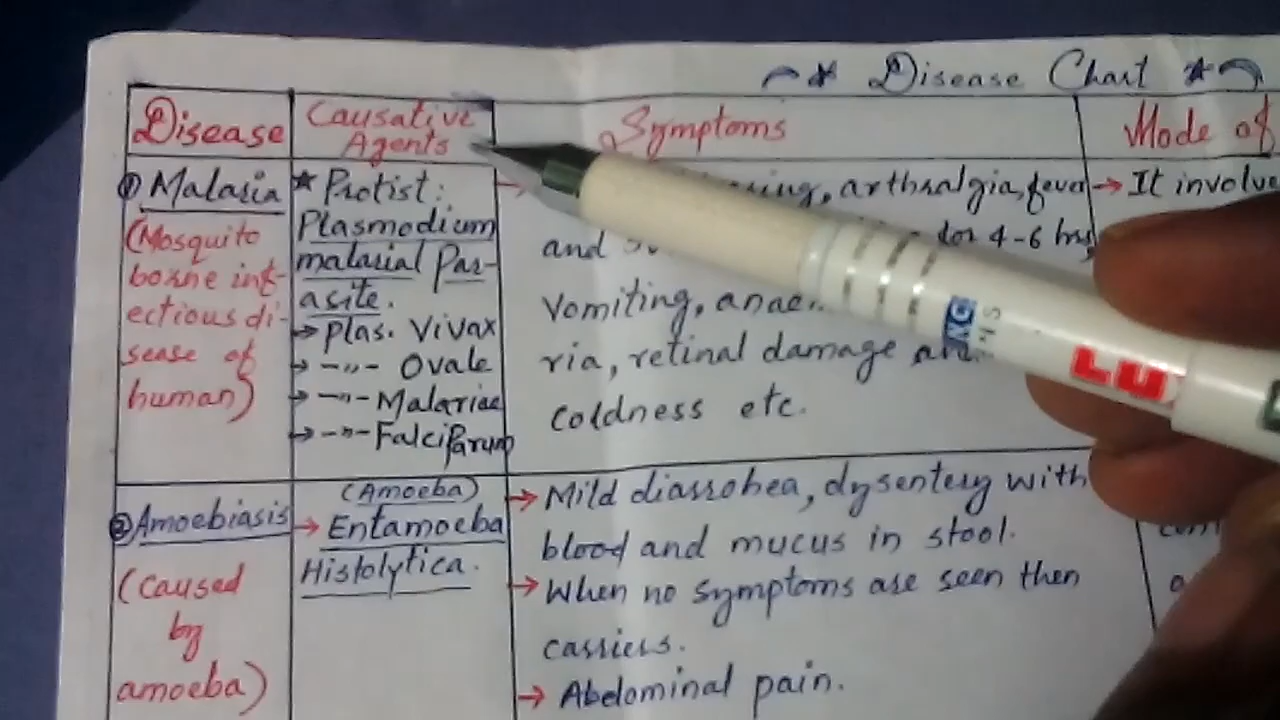 Disease Chart
Disease
Causative
Agents
Symptoms
Mode of
① Malaria
(Mosquito
borne inf-
ectious di-
sease of
human)
* Protist:
Plasmodium
malarial Par-
asite.
→ Plas. Vivax
→ -〃- Ovale
→ -〃- Malariae
→ -〃- Falciparum
→ arthralgia, fever
and for 4-6 hrs
Vomiting,
ria, retinal damage
Coldness etc.
→ It involve
② Amoebiasis
(Caused
by
amoeba)
(Amoeba)
→ Entamoeba
Histolytica.
→ Mild diarrohea, dysentery with
blood and mucus in stool.
→ When no symptoms are seen then
carriers.
→ Abdominal pain.